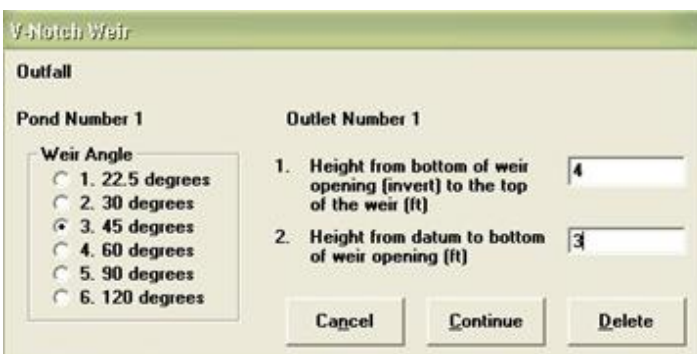 V-Notch Weir
Outfall
Pond Number 1
Outlet Number 1
Weir Angle
1. 22.5 degrees
2. 30 degrees
3. 45 degrees
4. 60 degrees
5. 90 degrees
6. 120 degrees
1. Height from bottom of weir
opening (invert) to the top
of the weir (ft)
4
2. Height from datum to bottom
of weir opening (ft)
3
Cancel
Continue
Delete